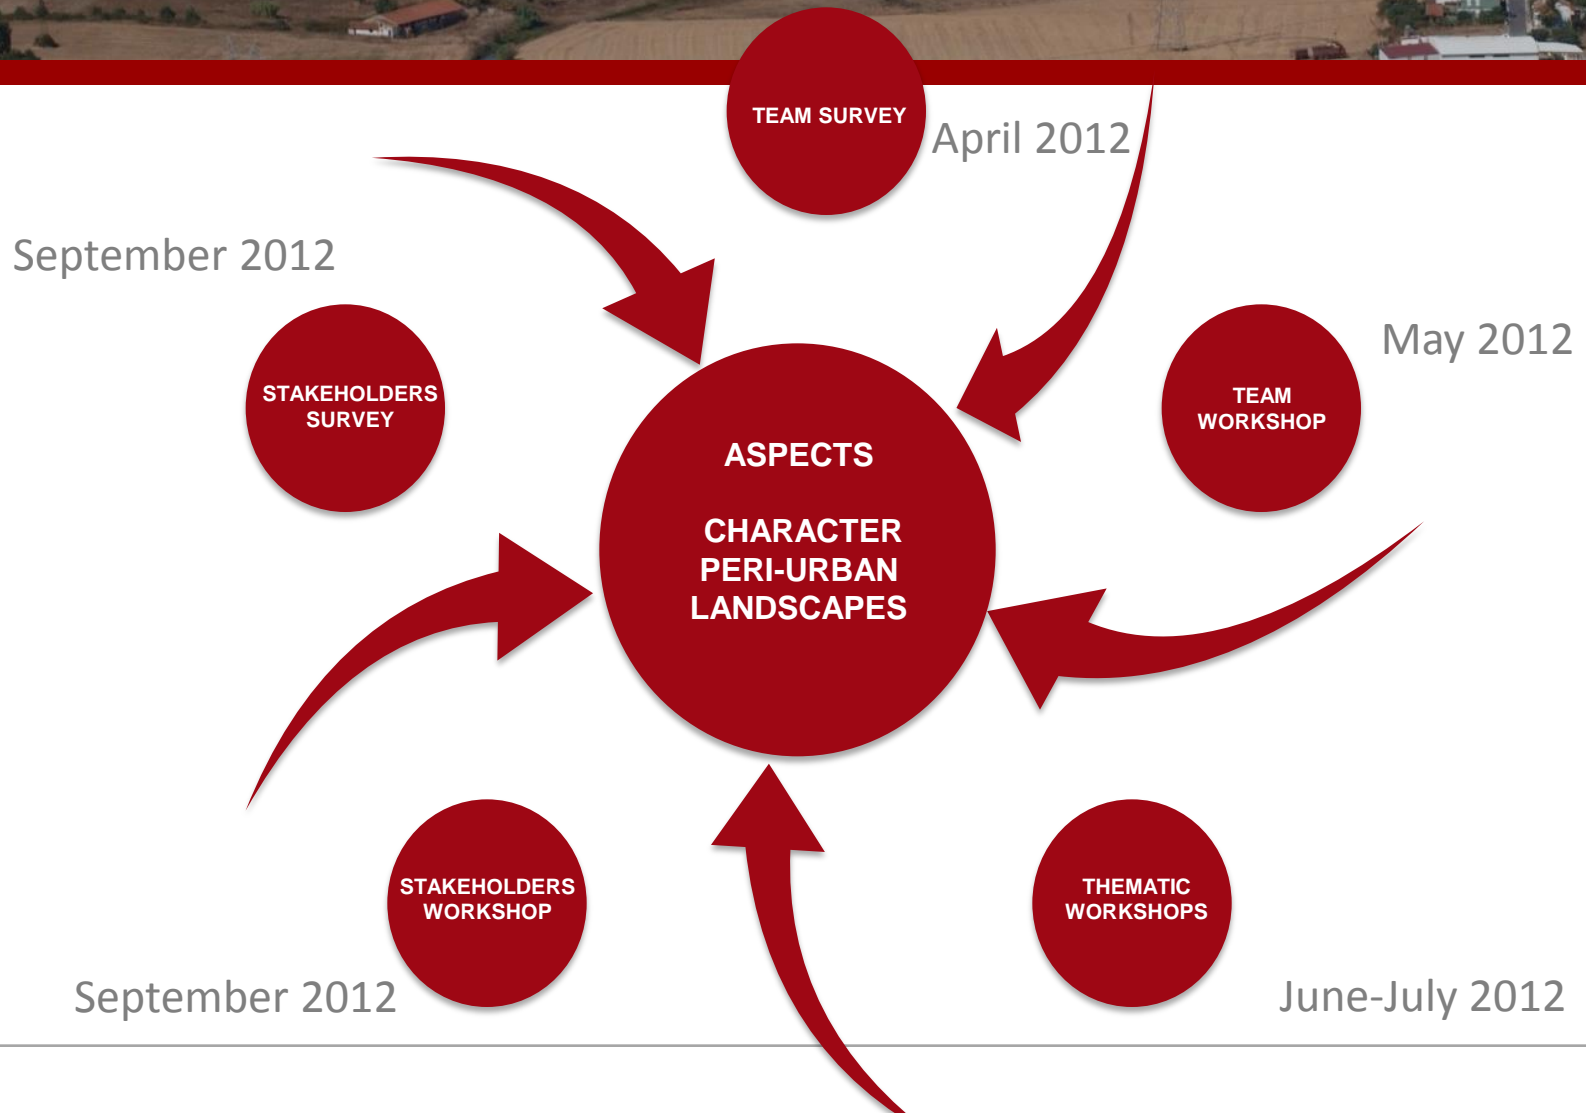 TEAM SURVEY
April 2012
September 2012
STAKEHOLDERS
SURVEY
May 2012
TEAM
WORKSHOP
ASPECTS
CHARACTER
PERI-URBAN
LANDSCAPES
STAKEHOLDERS
WORKSHOP
September 2012
THEMATIC
WORKSHOPS
June-July 2012